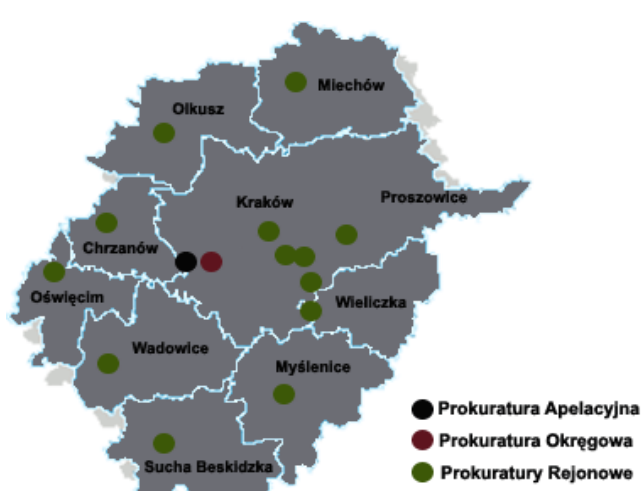 Miechów
Olkusz
Proszowice
Kraków
Chrzanów
Oświęcim
Wieliczka
Wadowice
Myślenice
Sucha Beskidzka
Prokuratura Apelacyjna
Prokuratura Okręgowa
Prokuratury Rejonowe